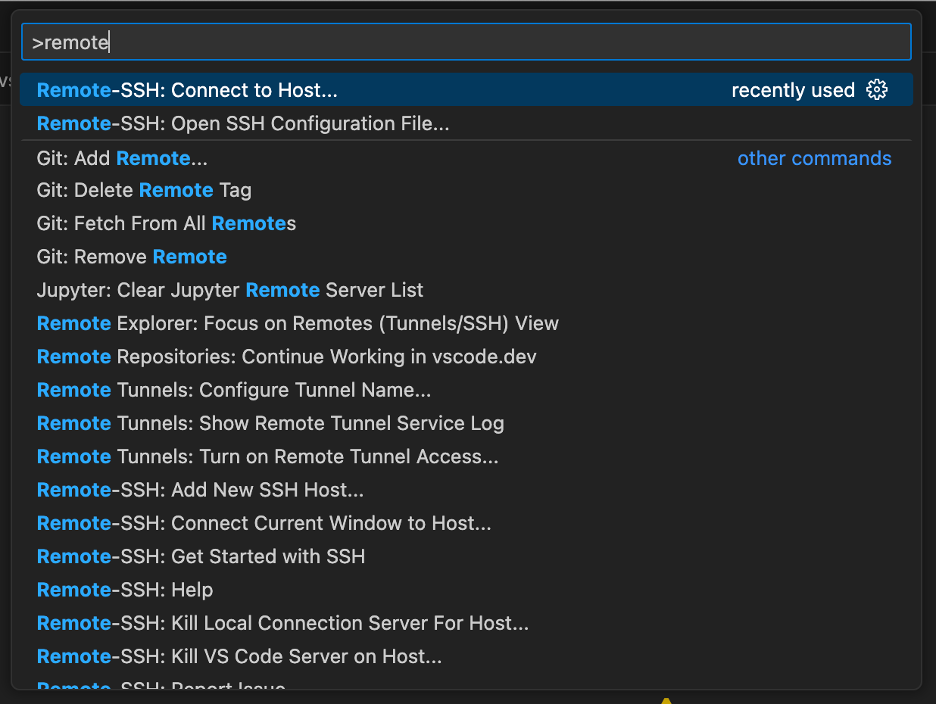 >remote
Remote-SSH: Connect to Host... recently used
Remote-SSH: Open SSH Configuration File...
Git: Add Remote... other commands
Git: Delete Remote Tag
Git: Fetch From All Remotes
Git: Remove Remote
Jupyter: Clear Jupyter Remote Server List
Remote Explorer: Focus on Remotes (Tunnels/SSH) View
Remote Repositories: Continue Working in vscode.dev
Remote Tunnels: Configure Tunnel Name...
Remote Tunnels: Show Remote Tunnel Service Log
Remote Tunnels: Turn on Remote Tunnel Access...
Remote-SSH: Add New SSH Host...
Remote-SSH: Connect Current Window to Host...
Remote-SSH: Get Started with SSH
Remote-SSH: Help
Remote-SSH: Kill Local Connection Server For Host...
Remote-SSH: Kill VS Code Server on Host...
Remote-SSH: Report Issue